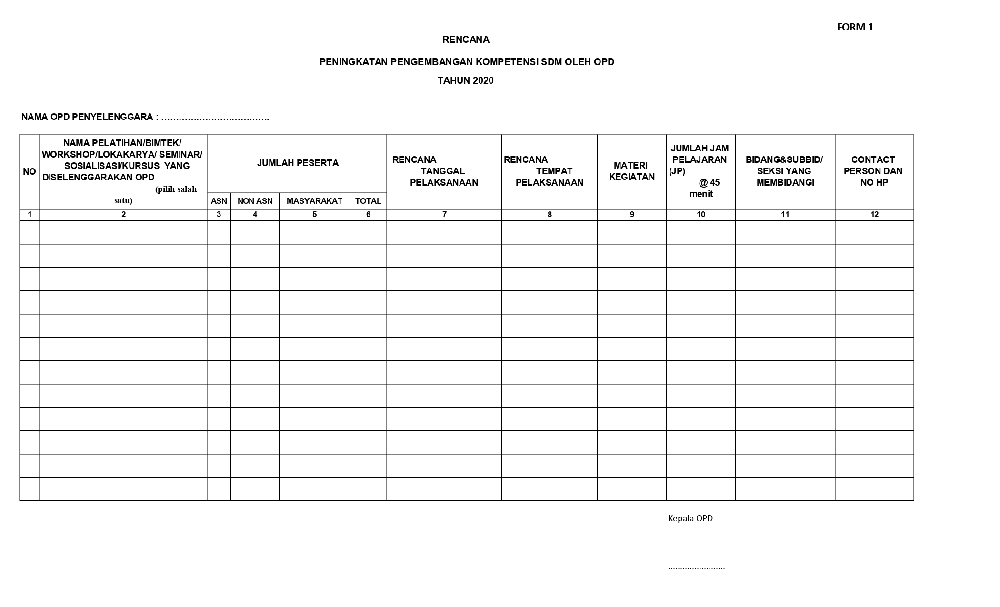 FORM 1
RENCANA
PENINGKATAN PENGEMBANGAN KOMPETENSI SDM OLEH OPD
TAHUN 2020
NAMA OPD PENYELENGGARA : ……………………………….
NO
NAMA PELATIHAN/BIMTEK/
WORKSHOP/LOKAKARYA/ SEMINAR/
SOSIALISASI/KURSUS YANG
DISELENGGARAKAN OPD
(pilih salah
satu)
JUMLAH PESERTA
ASN NON ASN MASYARAKAT TOTAL
RENCANA
TANGGAL
PELAKSANAAN
RENCANA
TEMPAT
PELAKSANAAN
MATERI
KEGIATAN
JUMLAH JAM
PELAJARAN
(JP)
@ 45
menit
BIDANG&SUBBID/
SEKSI YANG
MEMBIDANGI
CONTACT
PERSON DAN
NO HP
1 2 3 4 5 6 7 8 9 10 11 12
Kepala OPD
........................